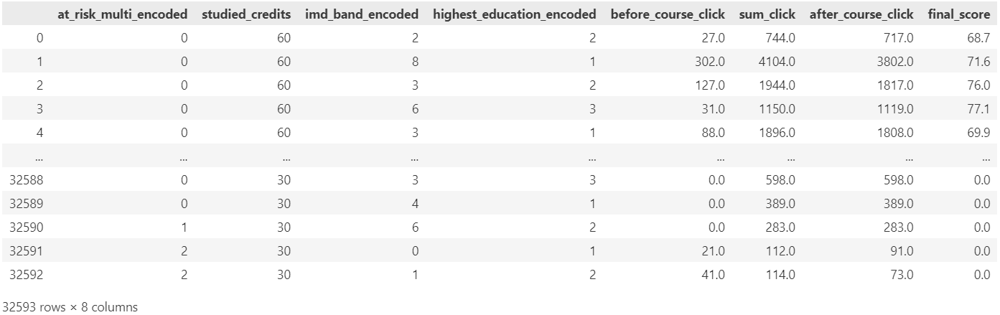 at_risk_multi_encoded studied_credits imd_band_encoded highest_education_encoded before_course_click sum_click after_course_click final_score
0 0 60 2 2 27.0 744.0 717.0 68.7
1 0 60 8 1 302.0 4104.0 3802.0 71.6
2 0 60 3 2 127.0 1944.0 1817.0 76.0
3 0 60 6 3 31.0 1150.0 1119.0 77.1
4 0 60 3 1 88.0 1896.0 1808.0 69.9
... ... ... ... ... ... ... ... ...
32588 0 30 3 3 0.0 598.0 598.0 0.0
32589 0 30 4 1 0.0 389.0 389.0 0.0
32590 1 30 6 2 0.0 283.0 283.0 0.0
32591 2 30 0 1 21.0 112.0 91.0 0.0
32592 2 30 1 2 41.0 114.0 73.0 0.0
32593 rows × 8 columns